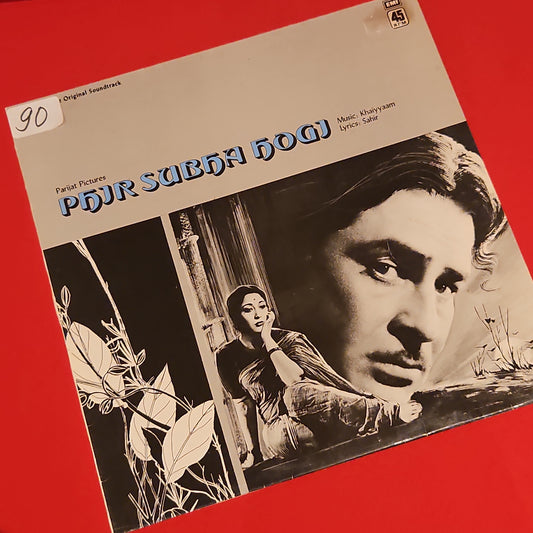 EMI
45
R.P.M
90
Original Soundtrack
Music: Khaiyyaam
Lyrics: Sahir
Parijat Pictures
PHIR SUBHA HOGI